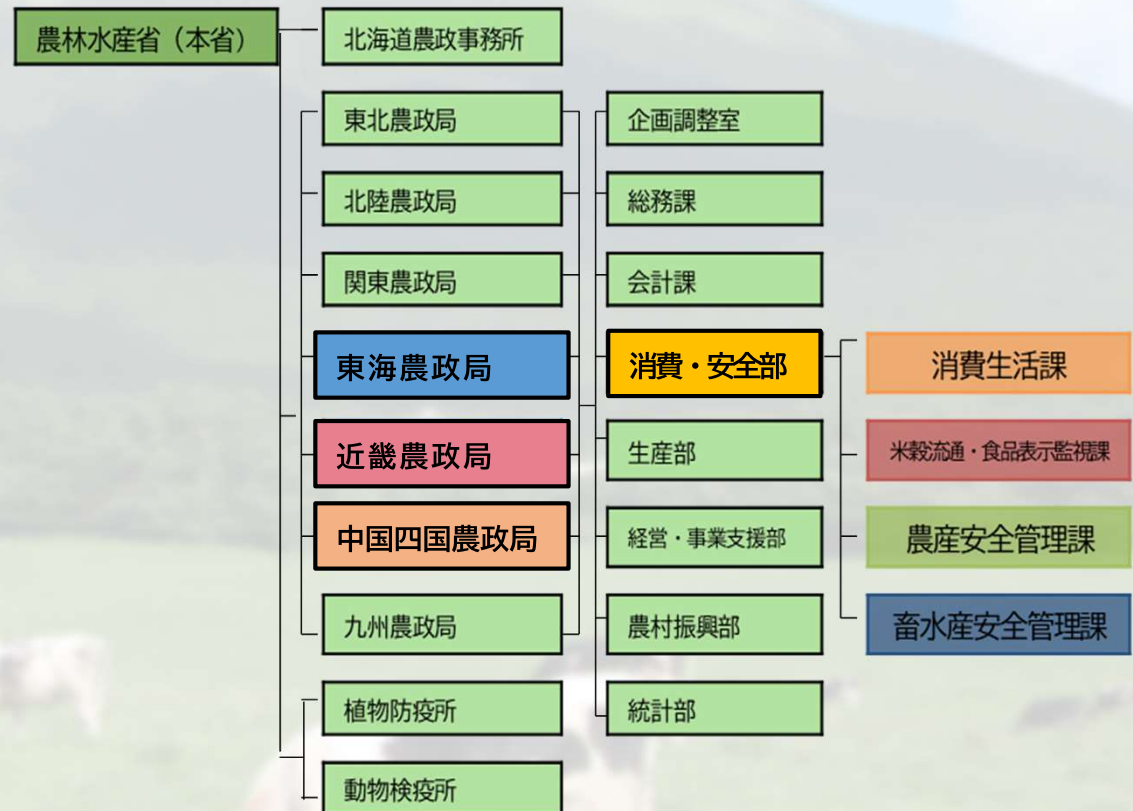 農林水産省（本省）
北海道農政事務所
東北農政局
北陸農政局
関東農政局
東海農政局
近畿農政局
中国四国農政局
九州農政局
植物防疫所
動物検疫所
企画調整室
総務課
会計課
消費・安全部
生産部
経営・事業支援部
農村振興部
統計部
消費生活課
米穀流通・食品表示監視課
農産安全管理課
畜水産安全管理課